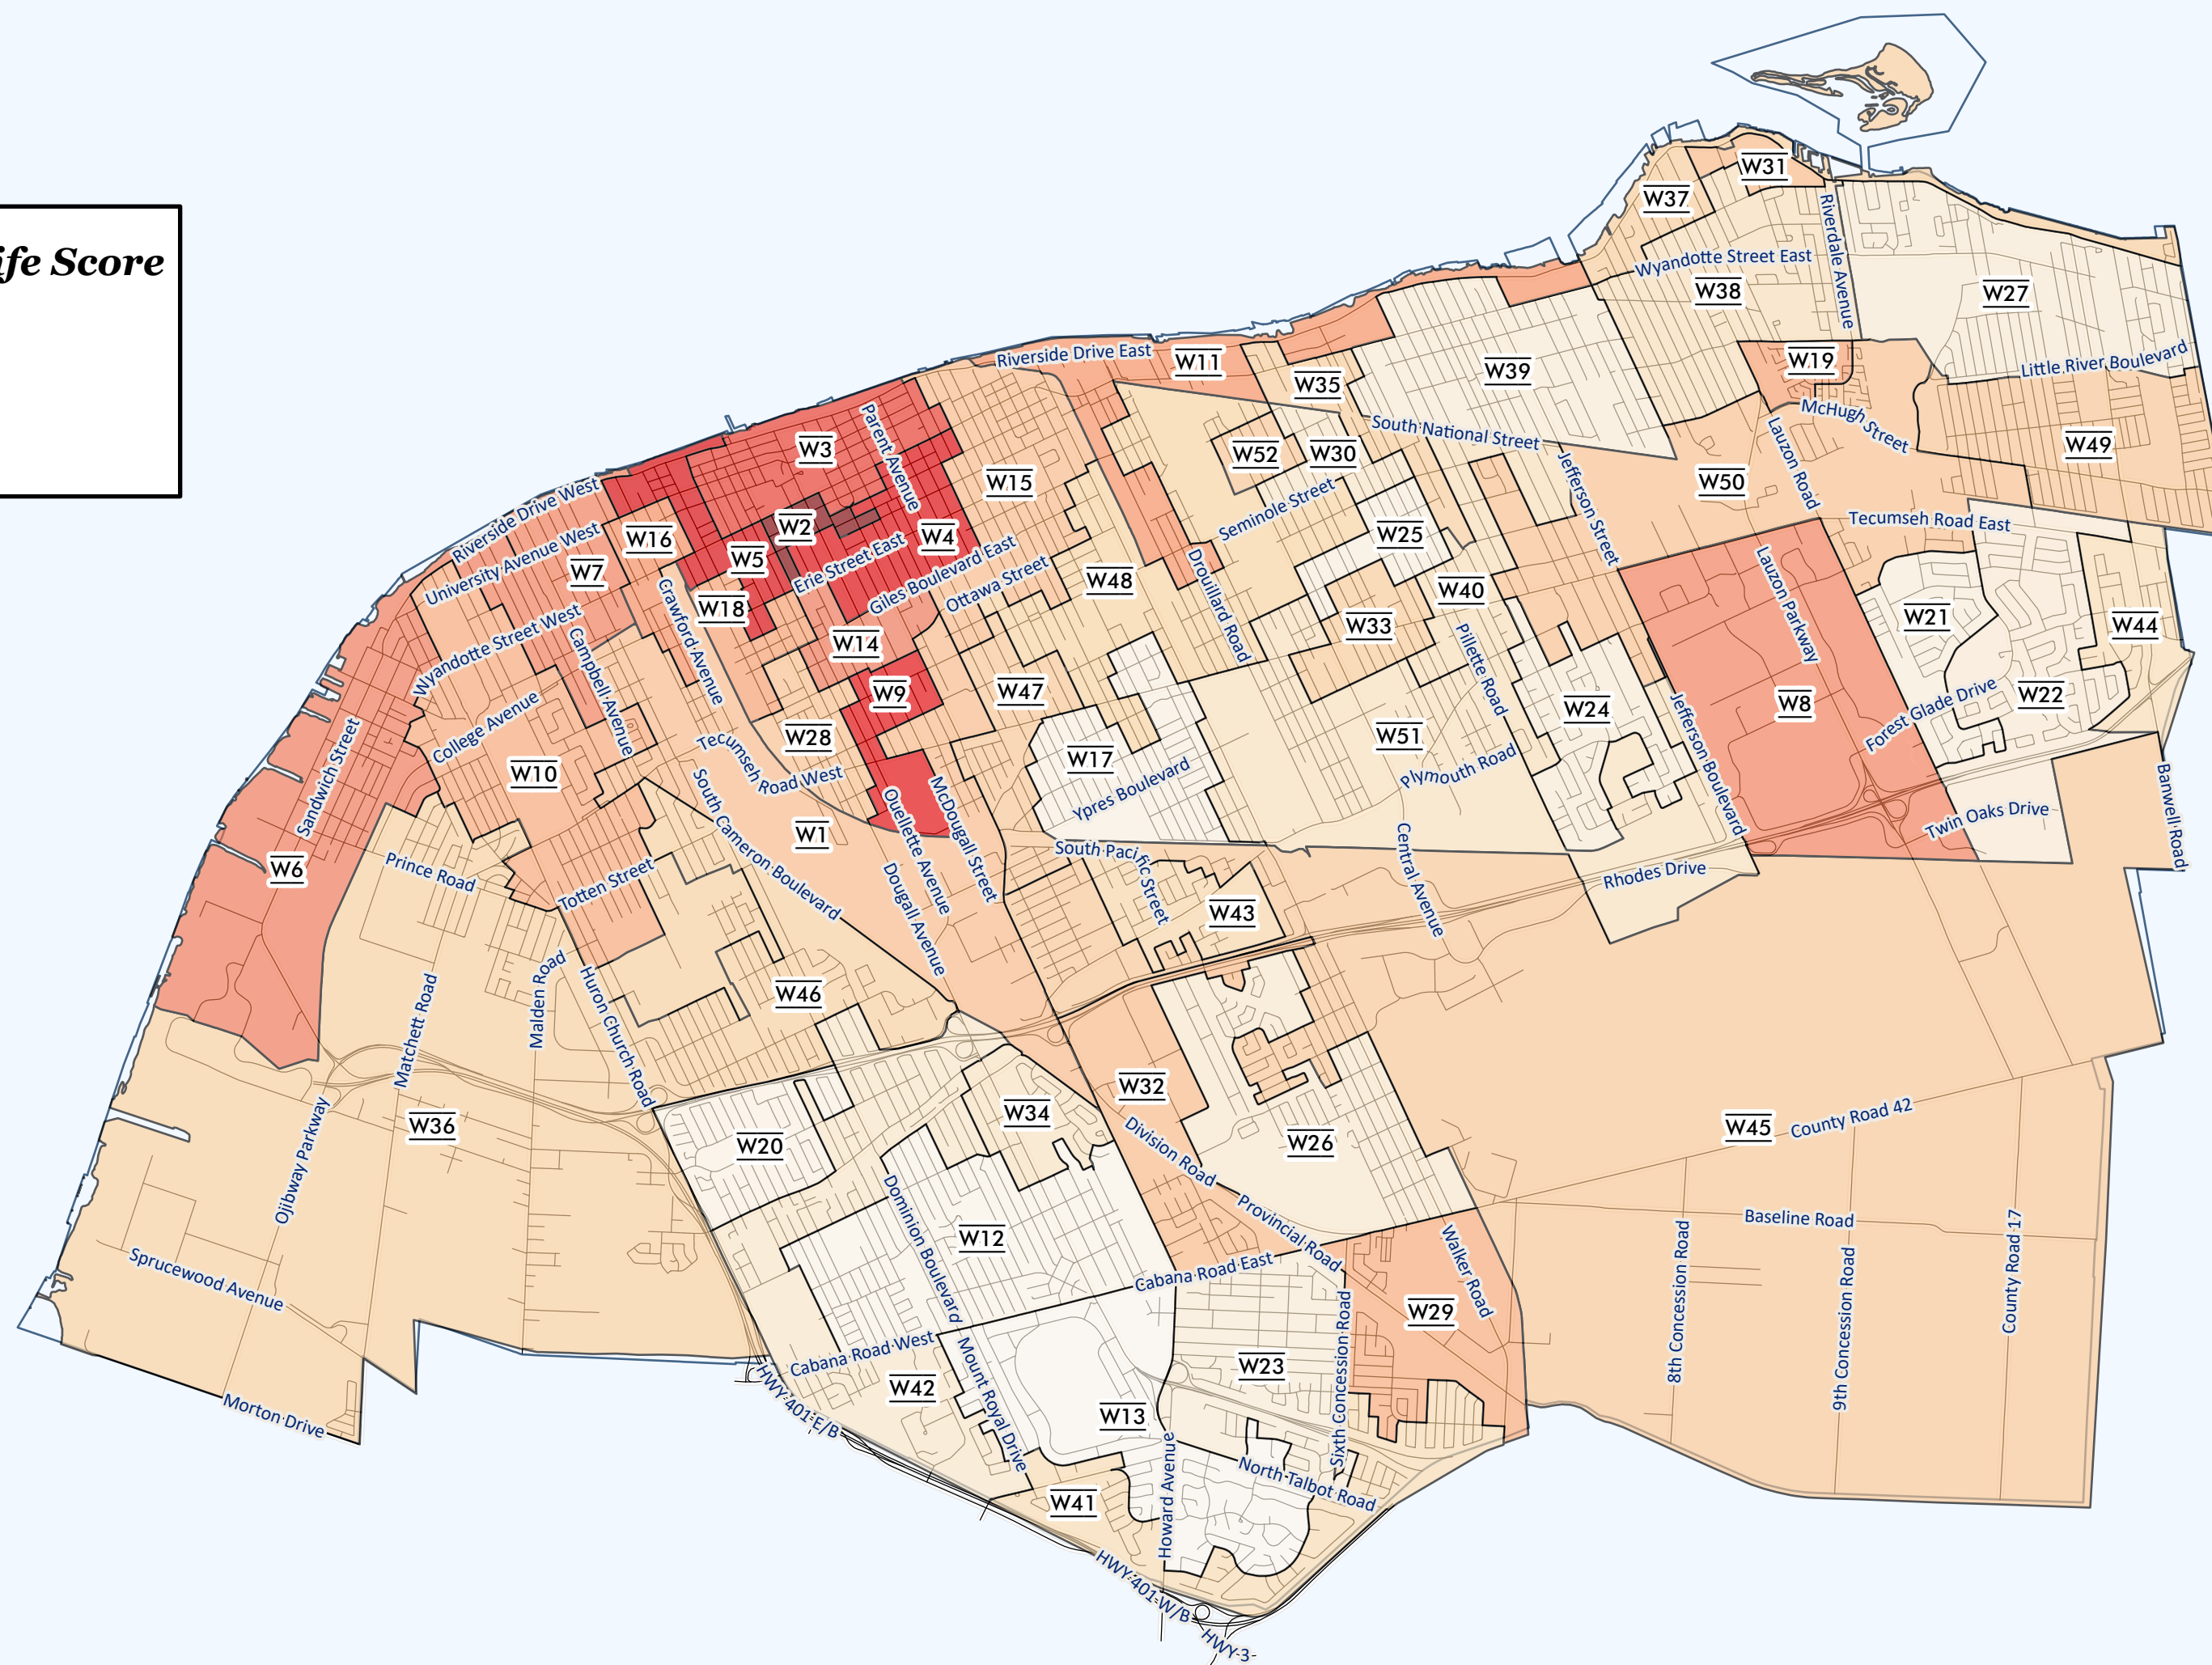 ife Score
W31
W37
Riverdale Avenue
Wyandotte Street East
W38
W27
Riverside Drive East
W11
W35
W39
W19
Little River Boulevard
McHugh Street
South National Street
W3
Parent Avenue
W52
W30
Lauzon Road
W49
W15
Jefferson Street
W50
Riverside Drive West
Seminole Street
Tecumseh Road East
University Avenue West
W16
W2
W4
W25
W5
Erie Street East
Giles Boulevard East
W7
Ottawa Street
W48
Drouillard Road
W40
Lauzon Parkway
W18
Crawford Avenue
W33
W21
W44
Wyandotte Street West
W14
Campbell Avenue
Pillette Road
W9
W47
W24
W8
W22
College Avenue
Forest Glade Drive
W28
W51
Jefferson Boulevard
Tecumseh Road West
W17
Plymouth Road
W10
Ypres Boulevard
Sandwich Street
Twin Oaks Drive
Banwell Road
W1
South Cameron Boulevard
Ouellette Avenue
McDougall Street
Central Avenue
South Pacific Street
W6
Prince Road
Totten Street
Dougall Avenue
Rhodes Drive
W43
W46
Malden Road
Huron Church Road
Matchett Road
W32
W34
W36
W20
W26
W45
County Road 42
Division Road
Ojibway Parkway
Dominion Boulevard
W12
Provincial Road
Baseline Road
Cabana Road East
Walker Road
Sprucewood Avenue
W29
8th Concession Road
9th Concession Road
County Road 17
Cabana Road West
Sixth Concession Road
W23
W42
Mount Royal Drive
HWY 401 E/B
W13
Morton Drive
North Talbot Road
W41
Howard Avenue
HWY 401 W/B
HWY 3